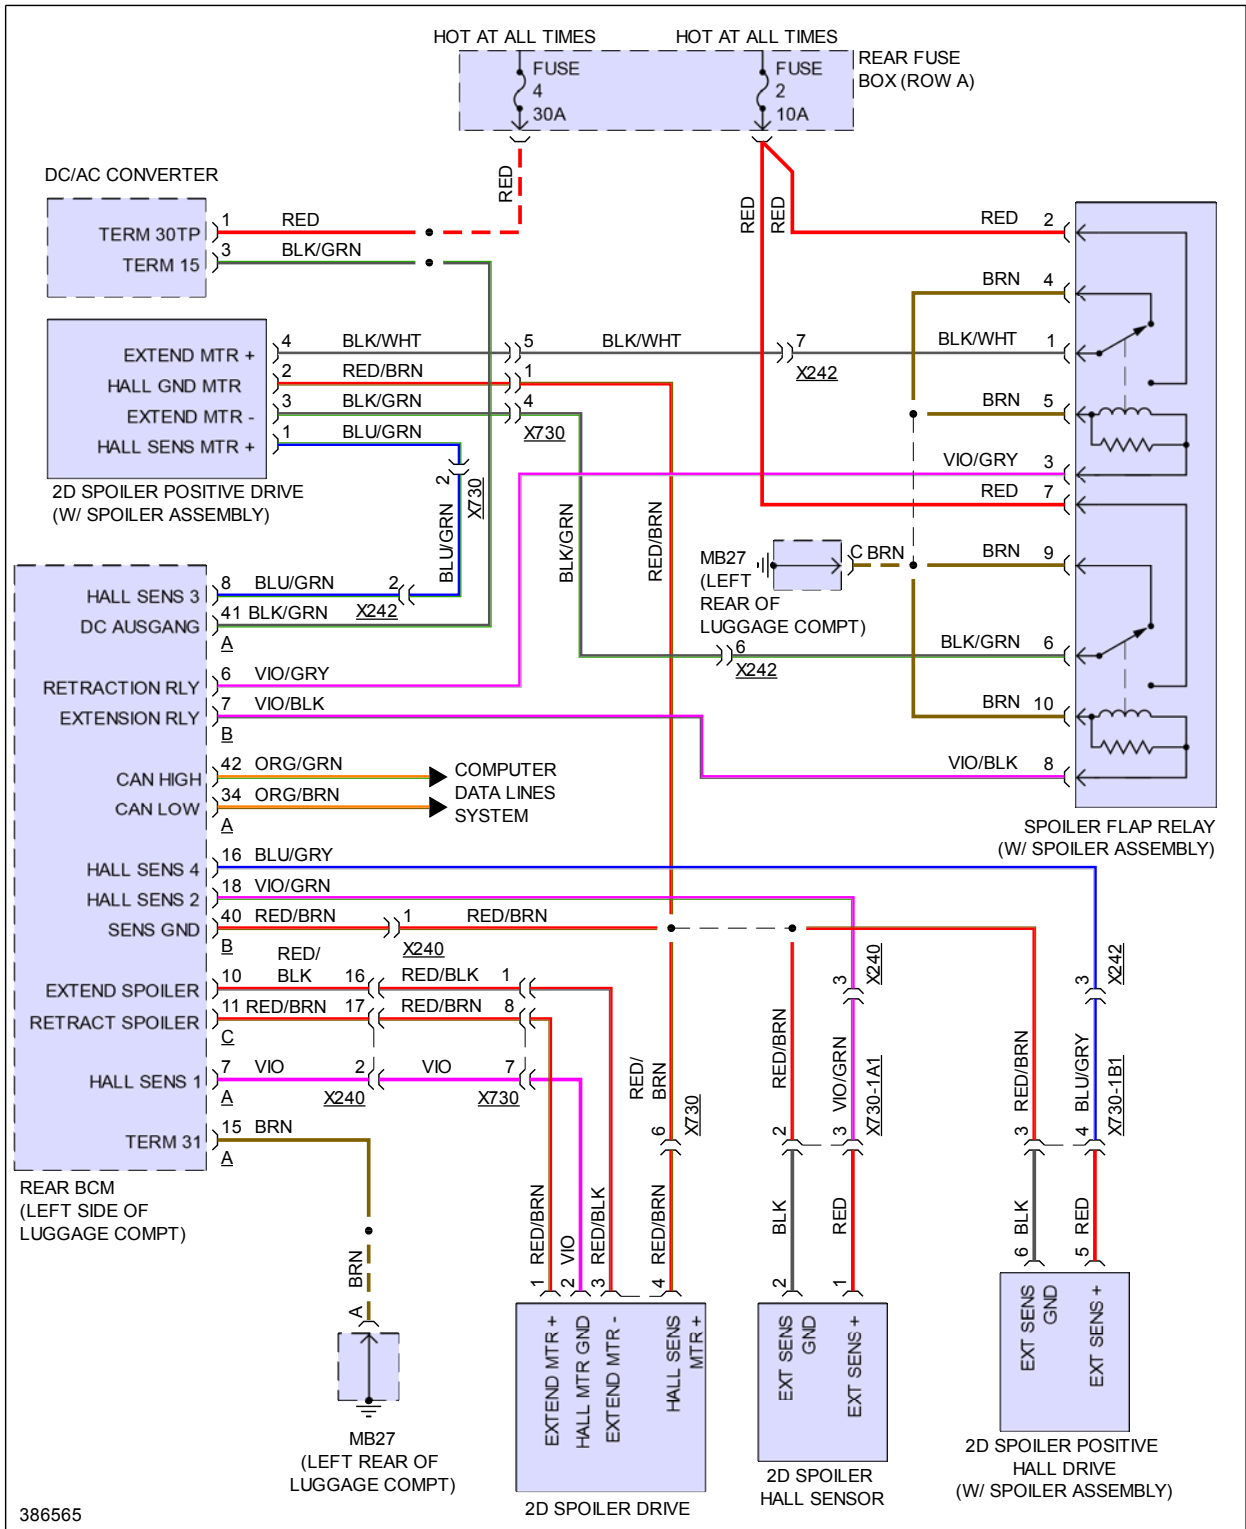 HOT AT ALL TIMES
HOT AT ALL TIMES
REAR FUSE
BOX (ROW A)
FUSE
4
30A
FUSE
2
10A
RED
RED
RED
DC/AC CONVERTER
TERM 30TP
1
RED
TERM 15
3
BLK/GRN
EXTEND MTR +
4
BLK/WHT
5
BLK/WHT
7
X242
HALL GND MTR
2
RED/BRN
1
EXTEND MTR -
3
BLK/GRN
4
X730
HALL SENS MTR +
1
BLU/GRN
2
X730
BLU/GRN
BLK/GRN
RED/BRN
2D SPOILER POSITIVE DRIVE
(W/ SPOILER ASSEMBLY)
RED
2
BRN
4
BLK/WHT
1
BRN
5
VIO/GRY
3
RED
7
BRN
9
BLK/GRN
6
BRN
10
VIO/BLK
8
SPOILER FLAP RELAY
(W/ SPOILER ASSEMBLY)
MB27
(LEFT
REAR OF
LUGGAGE COMPT)
C BRN
6
X242
HALL SENS 3
8
BLU/GRN
2
X242
DC AUSGANG
41
BLK/GRN
A
RETRACTION RLY
6
VIO/GRY
EXTENSION RLY
7
VIO/BLK
B
CAN HIGH
42
ORG/GRN
CAN LOW
34
ORG/BRN
A
COMPUTER
DATA LINES
SYSTEM
HALL SENS 4
16
BLU/GRY
HALL SENS 2
18
VIO/GRN
SENS GND
40
RED/BRN
1
RED/BRN
B
X240
EXTEND SPOILER
10
RED/
BLK
16
RED/BLK
1
RETRACT SPOILER
11
RED/BRN
17
RED/BRN
8
C
HALL SENS 1
7
VIO
2
VIO
7
A
X240
X730
TERM 31
15
BRN
A
REAR BCM
(LEFT SIDE OF
LUGGAGE COMPT)
BRN
A
MB27
(LEFT REAR OF
LUGGAGE COMPT)
RED/
BRN
6
X730
RED/BRN
VIO
RED/BLK
RED/BRN
1
2
3
4
EXTEND MTR +
HALL MTR GND
EXTEND MTR -
HALL SENS
MTR +
2D SPOILER DRIVE
3
X240
RED/BRN
VIO/GRN
X730-1A1
2
3
BLK
RED
2
1
EXT SENS
GND
EXT SENS +
2D SPOILER
HALL SENSOR
3
X242
RED/BRN
BLU/GRY
X730-1B1
3
4
BLK
RED
6
5
EXT SENS
GND
EXT SENS +
2D SPOILER POSITIVE
HALL DRIVE
(W/ SPOILER ASSEMBLY)
386565